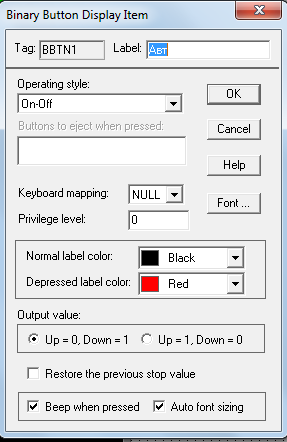 Binary Button Display Item
Tag: BBTN1 Label: Авт
Operating style:
On-Off
OK
Buttons to eject when pressed:
Cancel
Help
Keyboard mapping: NULL
Font ...
Privilege level: 0
Normal label color: Black
Depressed label color: Red
Output value:
Up = 0, Down = 1 Up = 1, Down = 0
Restore the previous stop value
Beep when pressed Auto font sizing